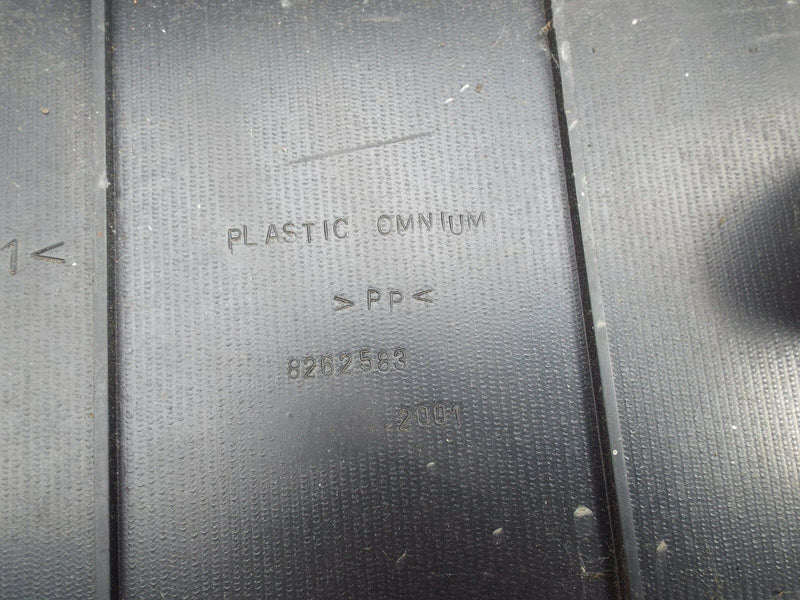 PLASTIC OMNIUM
1<
>PP<
8262583
2001